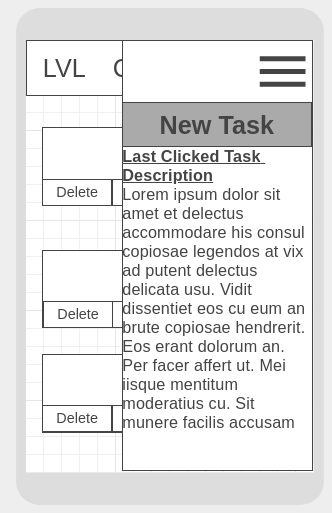 LVL
New Task
Last Clicked Task
Description
Lorem ipsum dolor sit
amet et delectus
accommodare his consul
copiosae legendos at vix
ad putent delectus
delicata usu. Vidit
dissentiet eos cu eum an
brute copiosae hendrerit.
Eos erant dolorum an.
Per facer affert ut. Mei
iisque mentitum
moderatius cu. Sit
munere facilis accusam
Delete
Delete
Delete